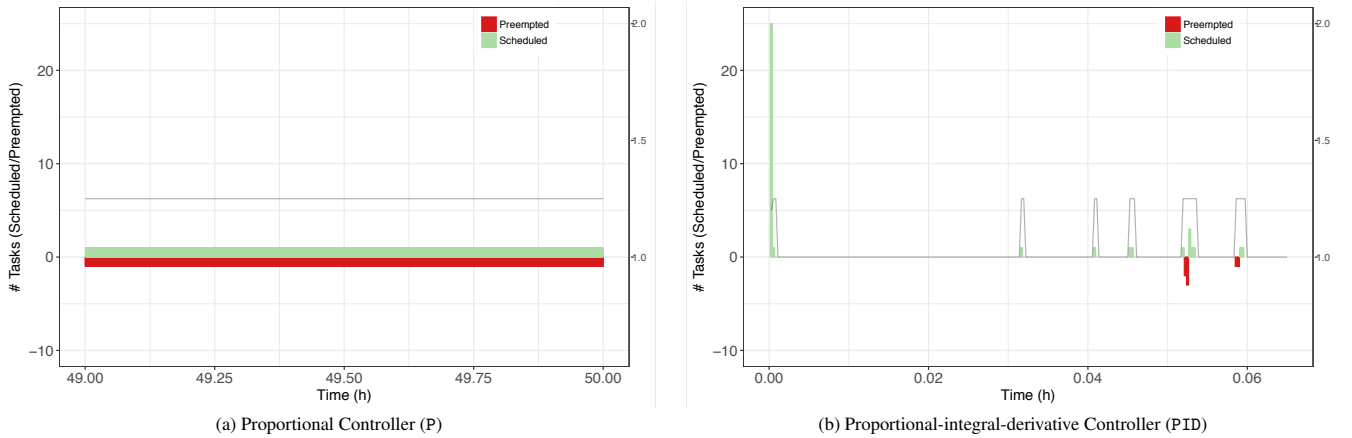 Preempted
Scheduled
20
10
0
−10
2.0
1.5
1.0
# Tasks (Scheduled/Preempted)
49.00
49.25
49.50
49.75
50.00
Time (h)
(a) Proportional Controller (P)
Preempted
Scheduled
20
10
0
−10
2.0
1.5
1.0
# Tasks (Scheduled/Preempted)
0.00
0.02
0.04
0.06
Time (h)
(b) Proportional-integral-derivative Controller (PID)